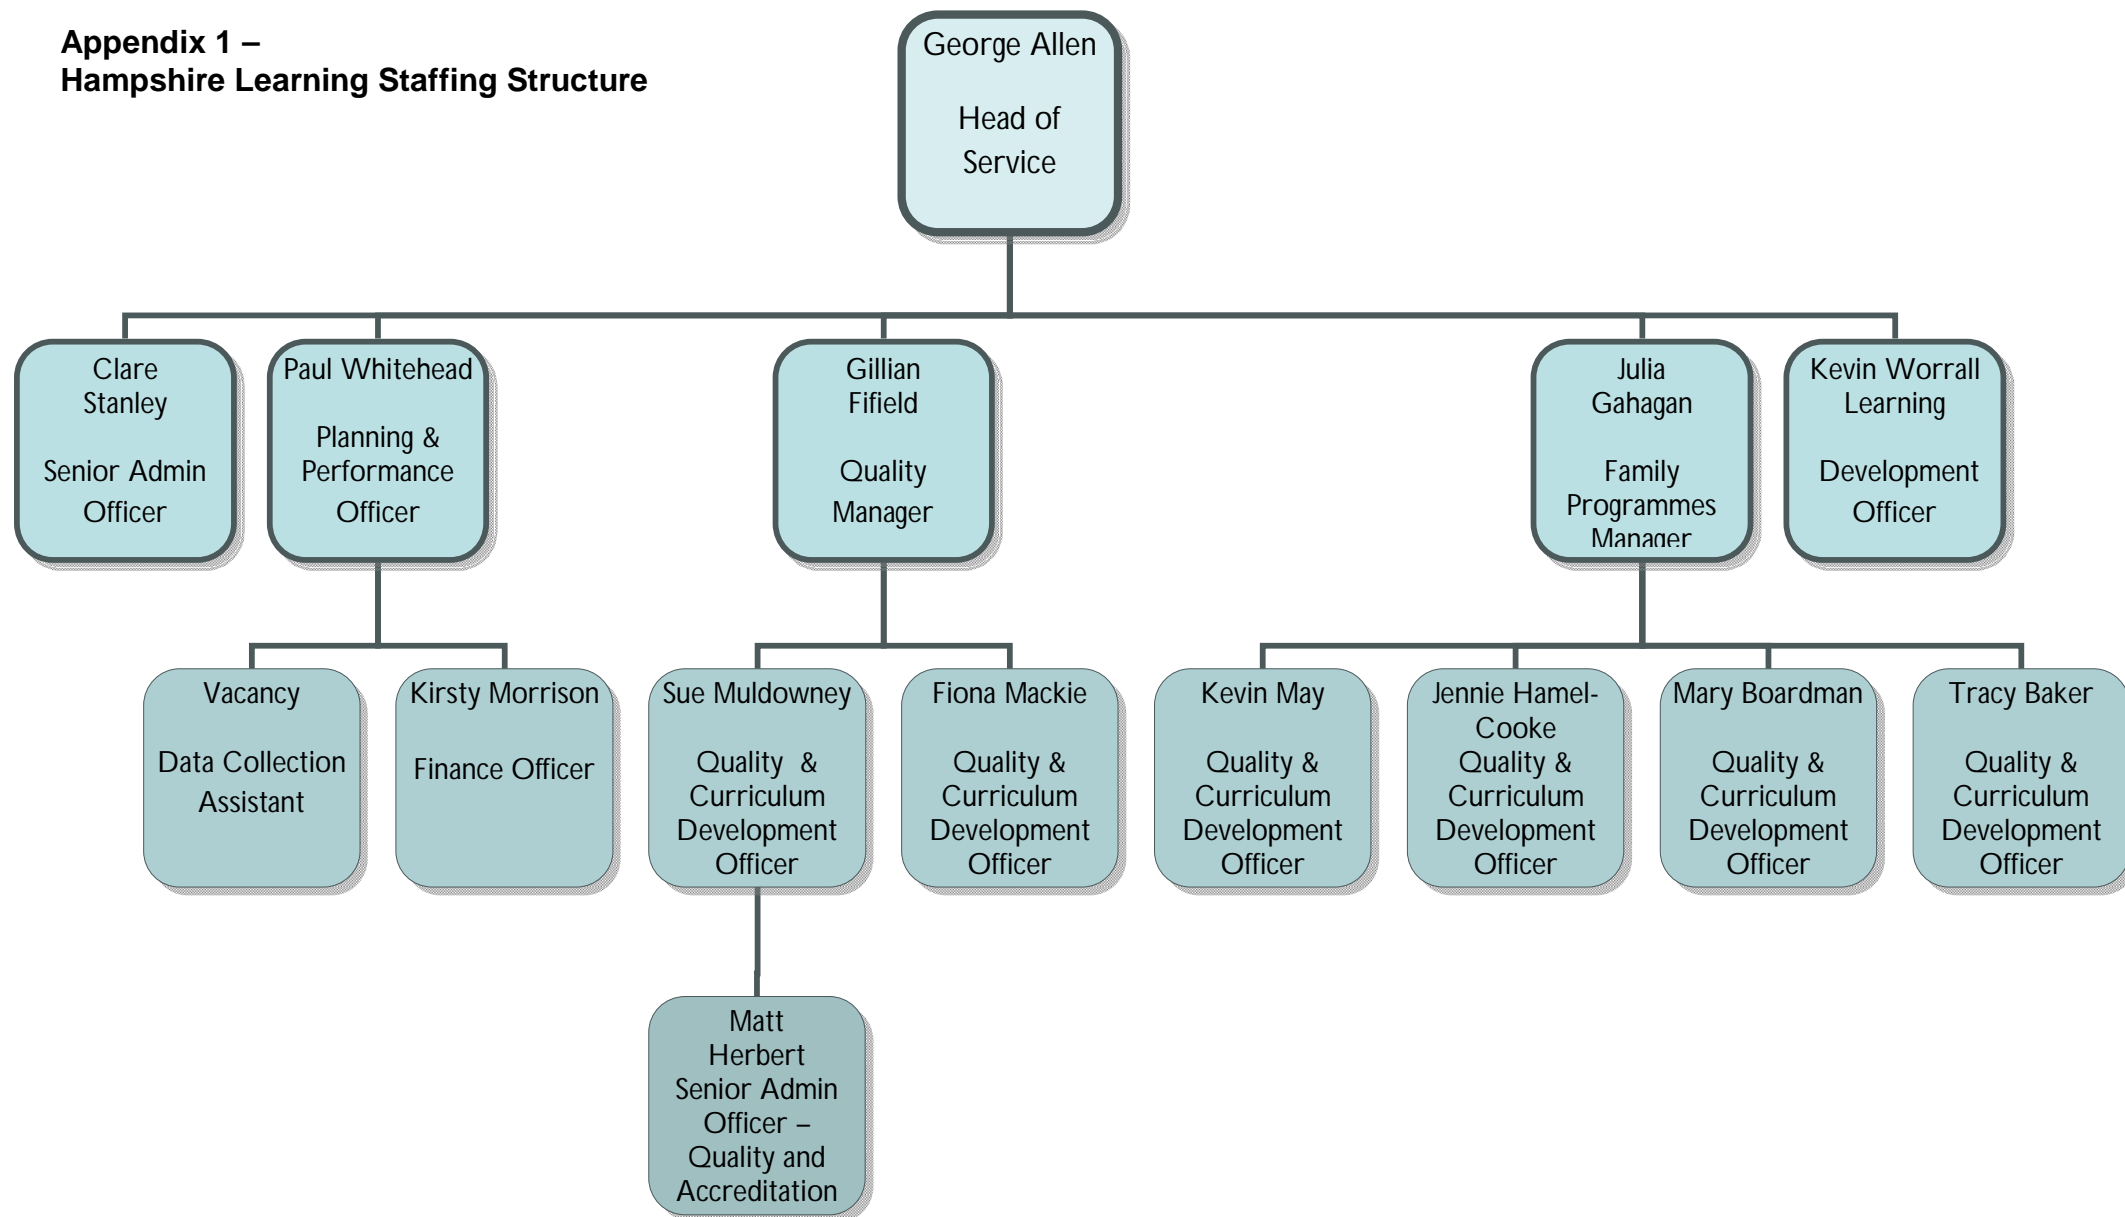 Appendix 1 –
Hampshire Learning Staffing Structure
George Allen
Head of
Service
Clare
Stanley
Senior Admin
Officer
Paul Whitehead
Planning &
Performance
Officer
Gillian
Fifield
Quality
Manager
Julia
Gahagan
Family
Programmes
Manager
Kevin Worrall
Learning
Development
Officer
Vacancy
Data Collection
Assistant
Kirsty Morrison
Finance Officer
Sue Muldowney
Quality &
Curriculum
Development
Officer
Fiona Mackie
Quality &
Curriculum
Development
Officer
Kevin May
Quality &
Curriculum
Development
Officer
Jennie Hamel-
Cooke
Quality &
Curriculum
Development
Officer
Mary Boardman
Quality &
Curriculum
Development
Officer
Tracy Baker
Quality &
Curriculum
Development
Officer
Matt
Herbert
Senior Admin
Officer –
Quality and
Accreditation